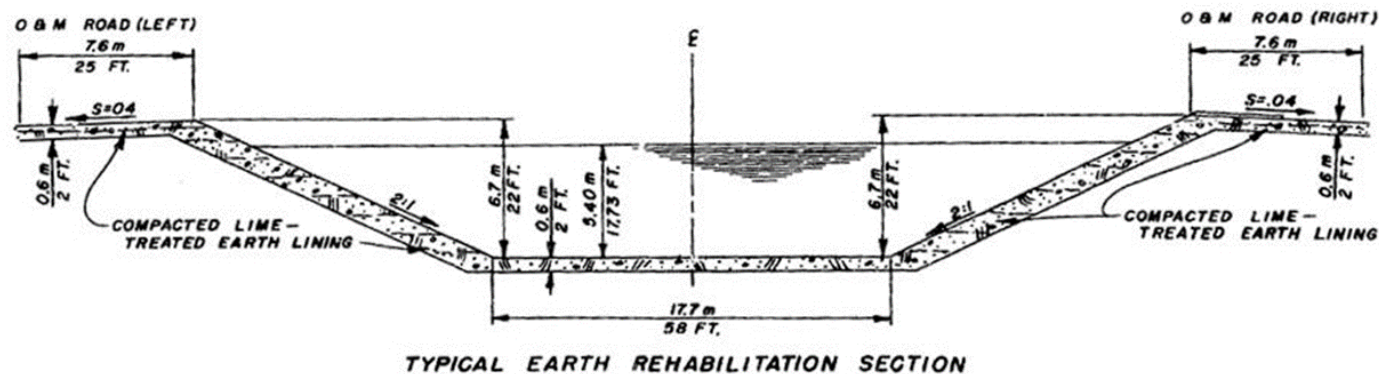 O & M ROAD (LEFT)
7.6 m
25 FT.
S=04
0.6 m
2 FT.
COMPACTED LIME-
TREATED EARTH LINING
2:1
6.7 m
22 FT.
0.6 m
2 FT.
5.40 m
17.73 FT.
℄
17.7 m
58 FT.
6.7 m
22 FT.
2:1
O & M ROAD (RIGHT)
7.6 m
25 FT.
S=.04
0.6 m
2 FT.
COMPACTED LIME-
TREATED EARTH LINING
TYPICAL EARTH REHABILITATION SECTION